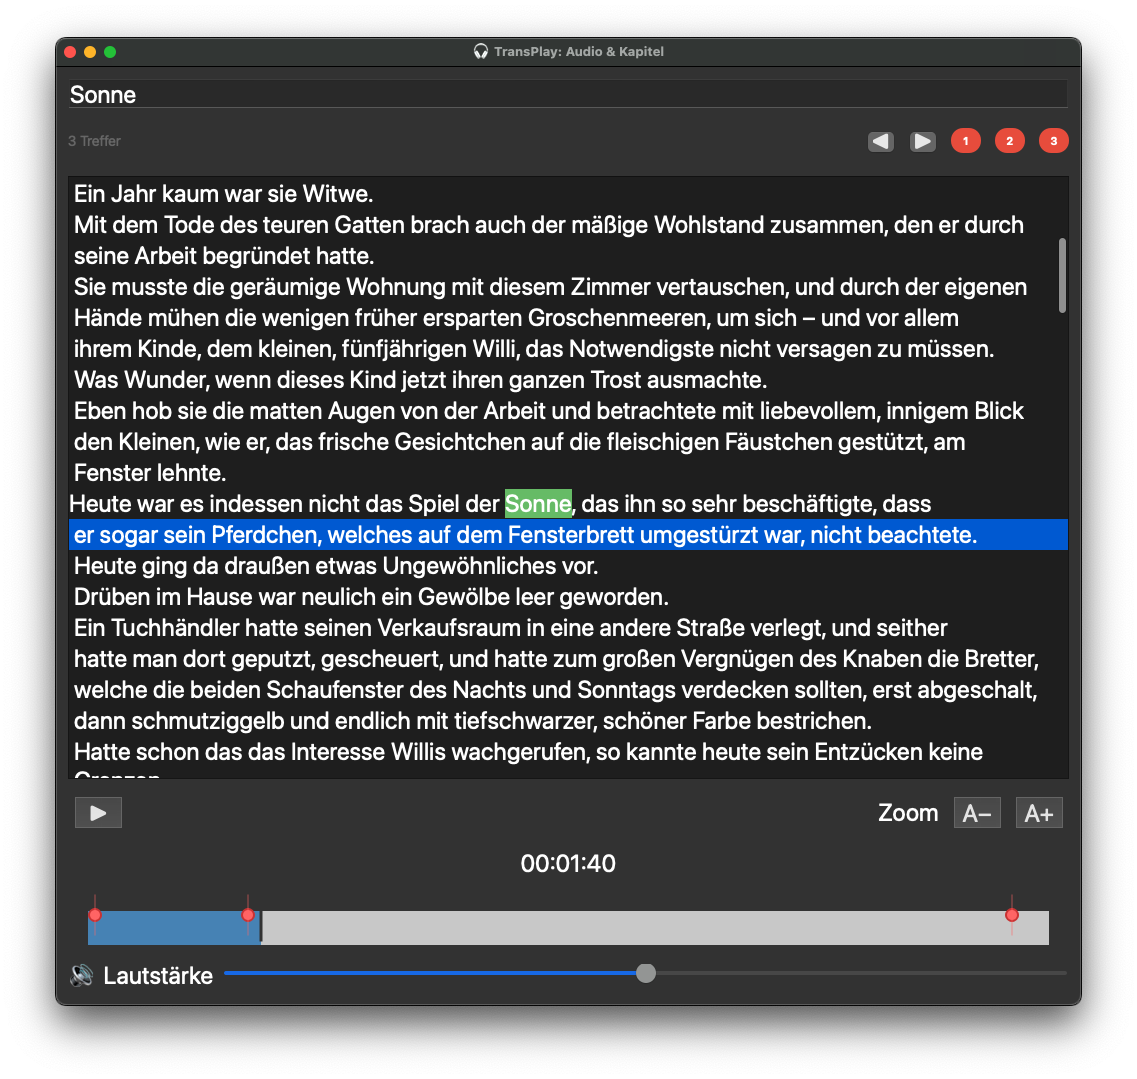 TransPlay: Audio & Kapitel
Sonne
3 Treffer
1 2 3
Ein Jahr kaum war sie Witwe.
Mit dem Tode des teuren Gatten brach auch der mäßige Wohlstand zusammen, den er durch
seine Arbeit begründet hatte.
Sie musste die geräumige Wohnung mit diesem Zimmer vertauschen, und durch der eigenen
Hände mühen die wenigen früher ersparten Groschenmeeren, um sich – und vor allem
ihrem Kinde, dem kleinen, fünfjährigen Willi, das Notwendigste nicht versagen zu müssen.
Was Wunder, wenn dieses Kind jetzt ihren ganzen Trost ausmachte.
Eben hob sie die matten Augen von der Arbeit und betrachtete mit liebevollem, innigem Blick
den Kleinen, wie er, das frische Gesichtchen auf die fleischigen Fäustchen gestützt, am
Fenster lehnte.
Heute war es indessen nicht das Spiel der Sonne, das ihn so sehr beschäftigte, dass
er sogar sein Pferdchen, welches auf dem Fensterbrett umgestürzt war, nicht beachtete.
Heute ging da draußen etwas Ungewöhnliches vor.
Drüben im Hause war neulich ein Gewölbe leer geworden.
Ein Tuchhändler hatte seinen Verkaufsraum in eine andere Straße verlegt, und seither
hatte man dort geputzt, gescheuert, und hatte zum großen Vergnügen des Knaben die Bretter,
welche die beiden Schaufenster des Nachts und Sonntags verdecken sollten, erst abgeschalt,
dann schmutziggelb und endlich mit tiefschwarzer, schöner Farbe bestrichen.
Hatte schon das das Interesse Willis wachgerufen, so kannte heute sein Entzücken keine
Grenzen.
Zoom A– A+
00:01:40
Lautstärke